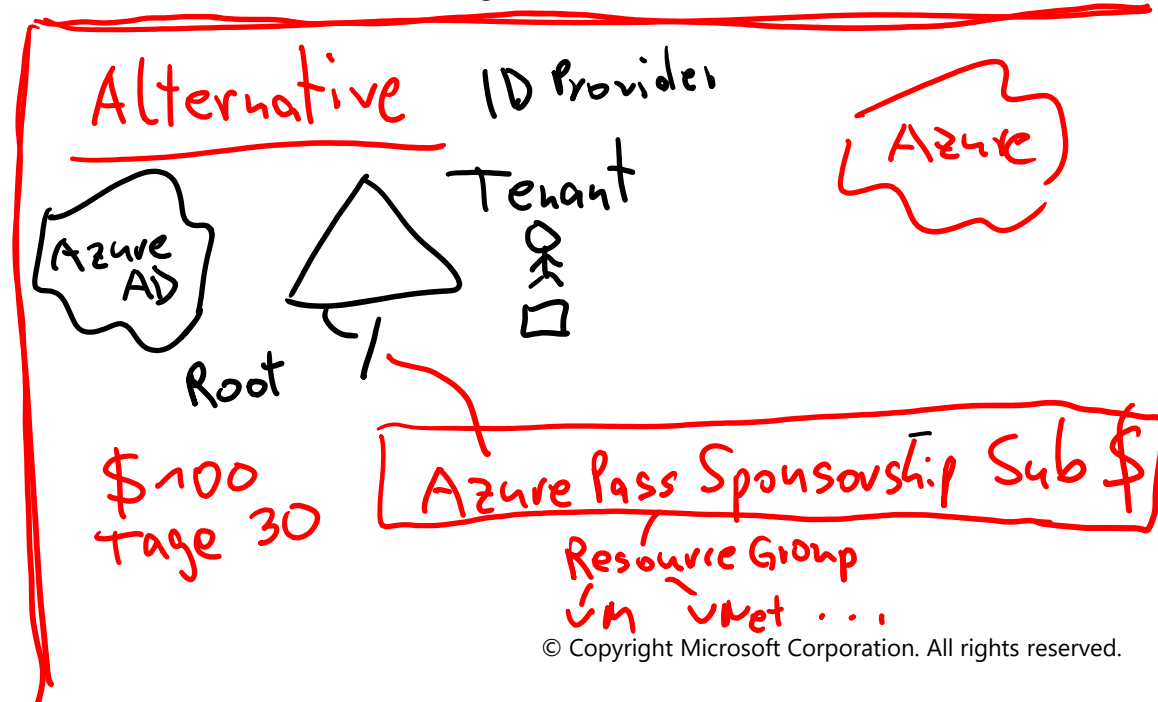 Alternative
ID Provider
Azure
Tenant
Azure
AD
Root
$100
Tage 30
Azure Pass Sponsorship Sub $
Resource Group
VM VNet ...
© Copyright Microsoft Corporation. All rights reserved.